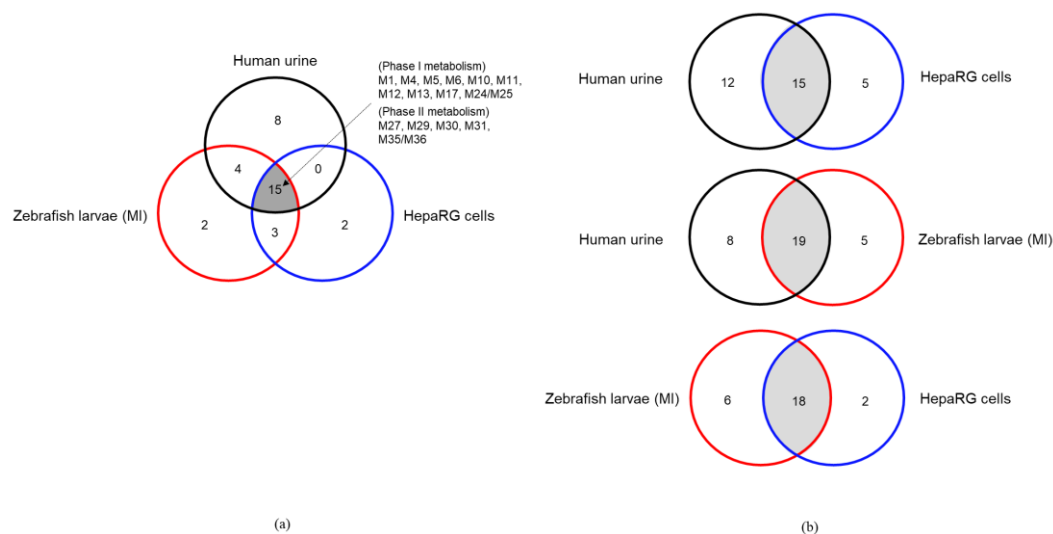 Human urine
(Phase I metabolism)
M1, M4, M5, M6, M10, M11,
M12, M13, M17, M24/M25
(Phase II metabolism)
M27, M29, M30, M31,
M35/M36
8
4
0
15
Zebrafish larvae (MI)
2
3
2
HepaRG cells
(a)
Human urine
12
15
5
HepaRG cells
Human urine
8
19
5
Zebrafish larvae (MI)
Zebrafish larvae (MI)
6
18
2
HepaRG cells
(b)